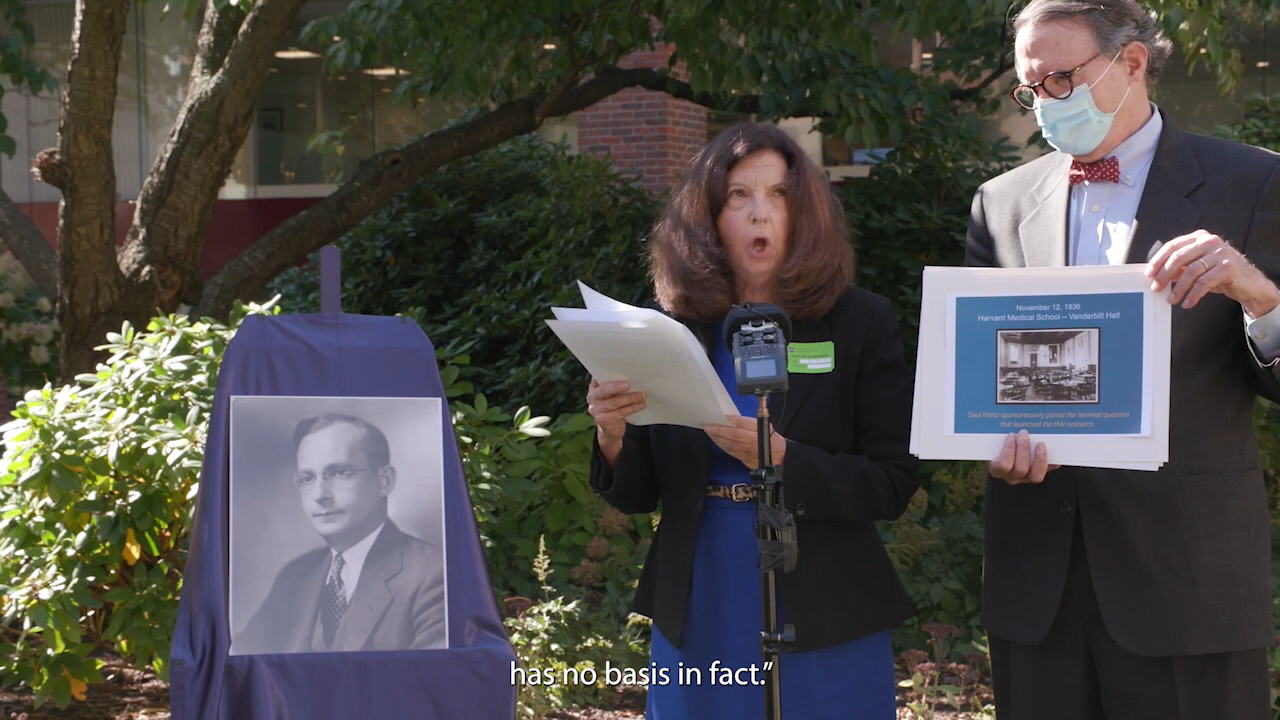 November 12, 1936
Harvard Medical School – Vanderbilt Hall
Saul Hertz spontaneously posed the seminal question
that launched the RAI research.
has no basis in fact.”